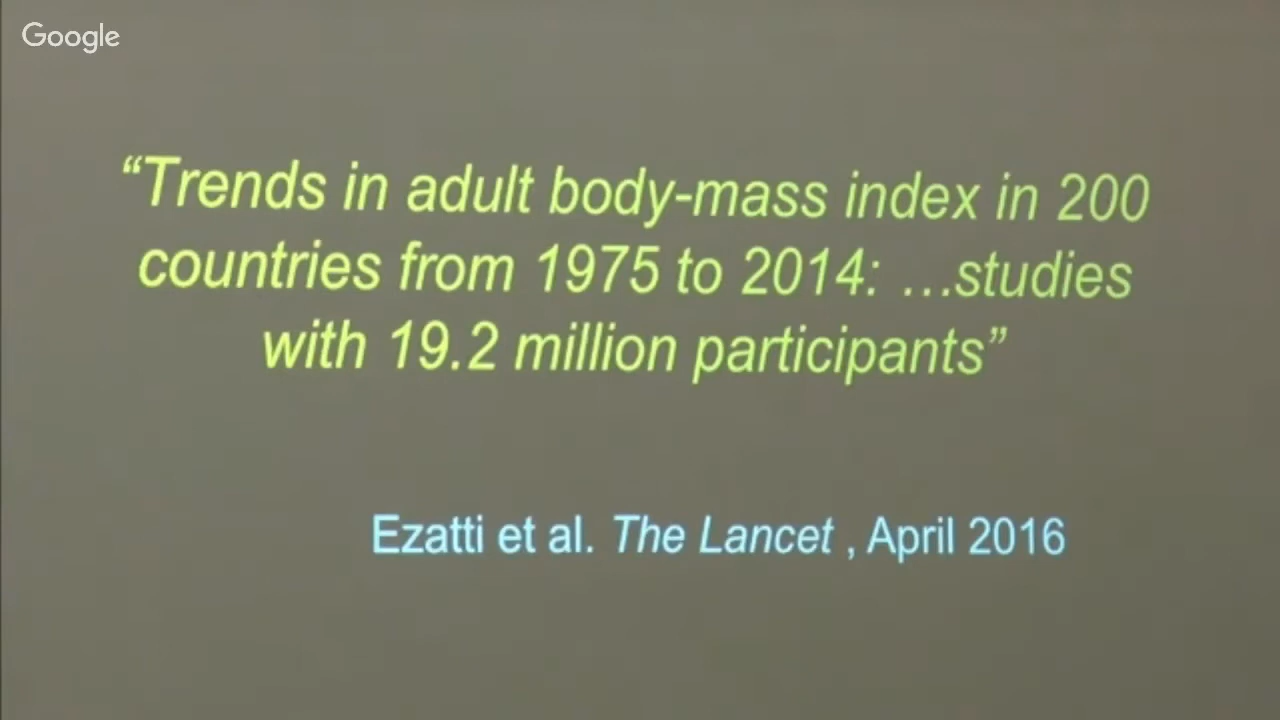 Google
“Trends in adult body-mass index in 200
countries from 1975 to 2014: …studies
with 19.2 million participants”
Ezatti et al. The Lancet , April 2016